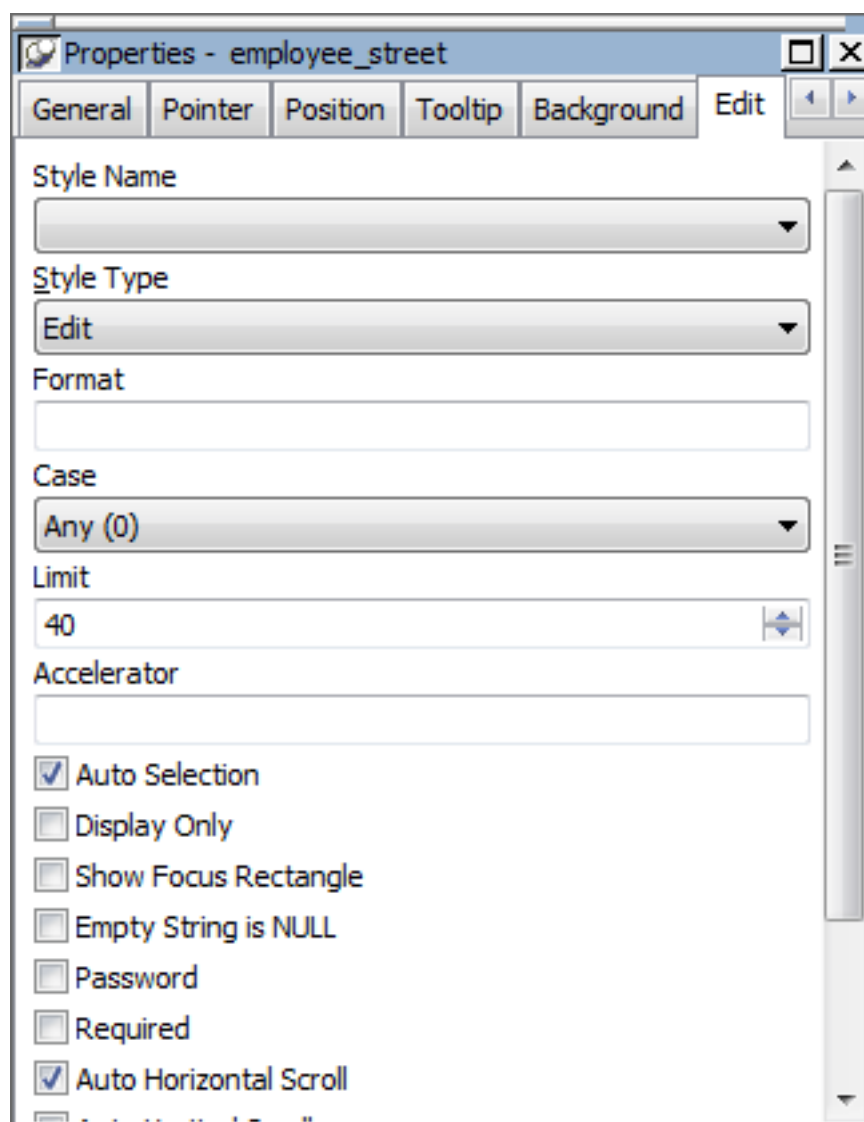 Properties - employee_street
General Pointer Position Tooltip Background Edit
Style Name
Style Type
Edit
Format
Case
Any (0)
Limit
40
Accelerator
Auto Selection
Display Only
Show Focus Rectangle
Empty String is NULL
Password
Required
Auto Horizontal Scroll